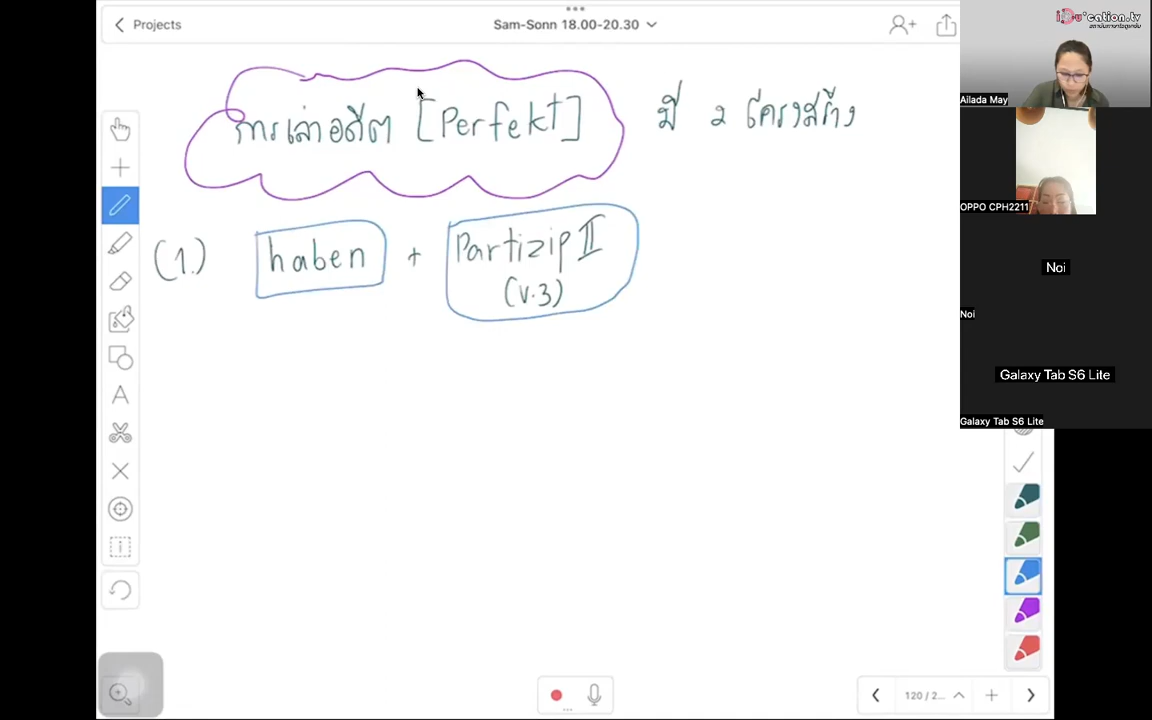 Projects
Sam-Sonn 18.00-20.30
การเล่าอดีต [Perfekt] มี 2 โครงสร้าง
(1.) haben + Partizip II
(v.3)
A
120 / 2...
Ailada May
OPPO CPH2211
Noi
Noi
Galaxy Tab S6 Lite
Galaxy Tab S6 Lite